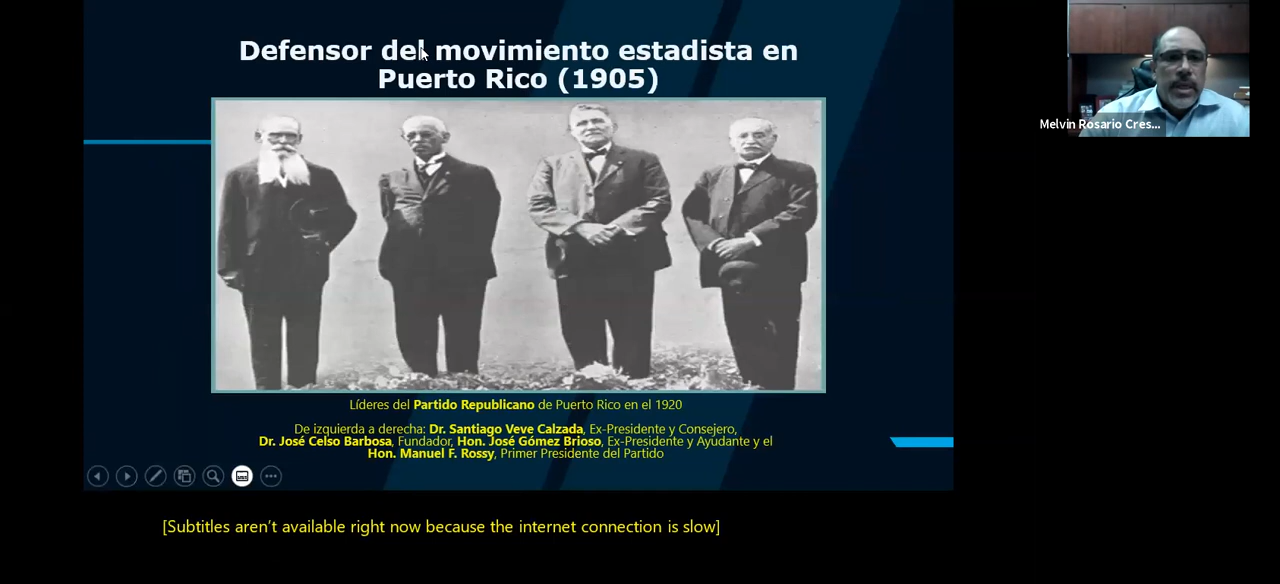 Defensor del movimiento estadista en
Puerto Rico (1905)
Melvin Rosario Cres...
Líderes del Partido Republicano de Puerto Rico en el 1920
De izquierda a derecha: Dr. Santiago Veve Calzada, Ex-Presidente y Consejero,
Dr. José Celso Barbosa, Fundador, Hon. José Gómez Brioso, Ex-Presidente y Ayudante y el
Hon. Manuel F. Rossy, Primer Presidente del Partido
[Subtitles aren't available right now because the internet connection is slow]